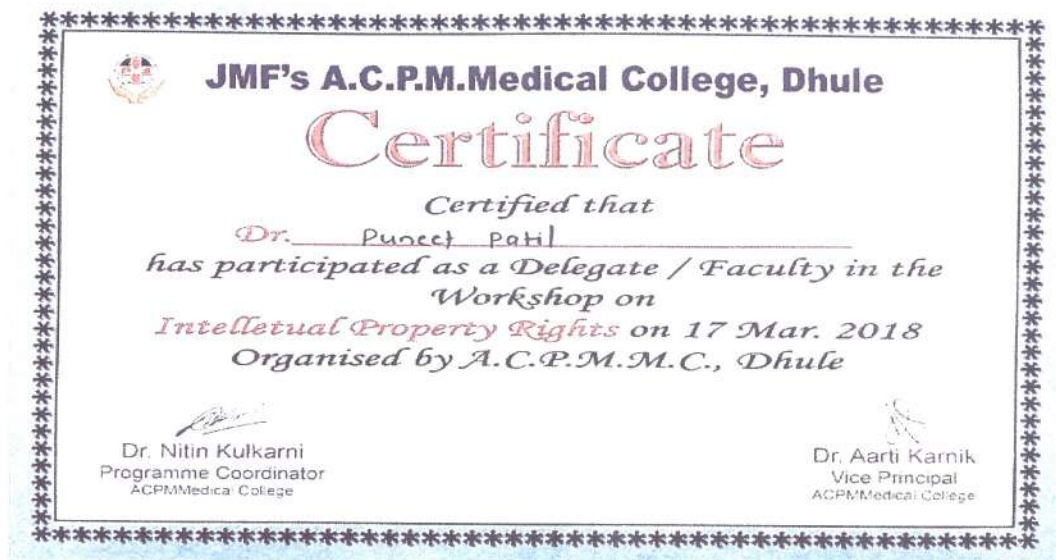 JMF's A.C.P.M.Medical College, Dhule
Certificate
Certified that
Dr. Puneet Patil
has participated as a Delegate / Faculty in the
Workshop on
Intelletual Property Rights on 17 Mar. 2018
Organised by A.C.P.M.M.C., Dhule
Dr. Nitin Kulkarni
Programme Coordinator
ACPMMedical College
Dr. Aarti Karnik
Vice Principal
ACPMMedical College